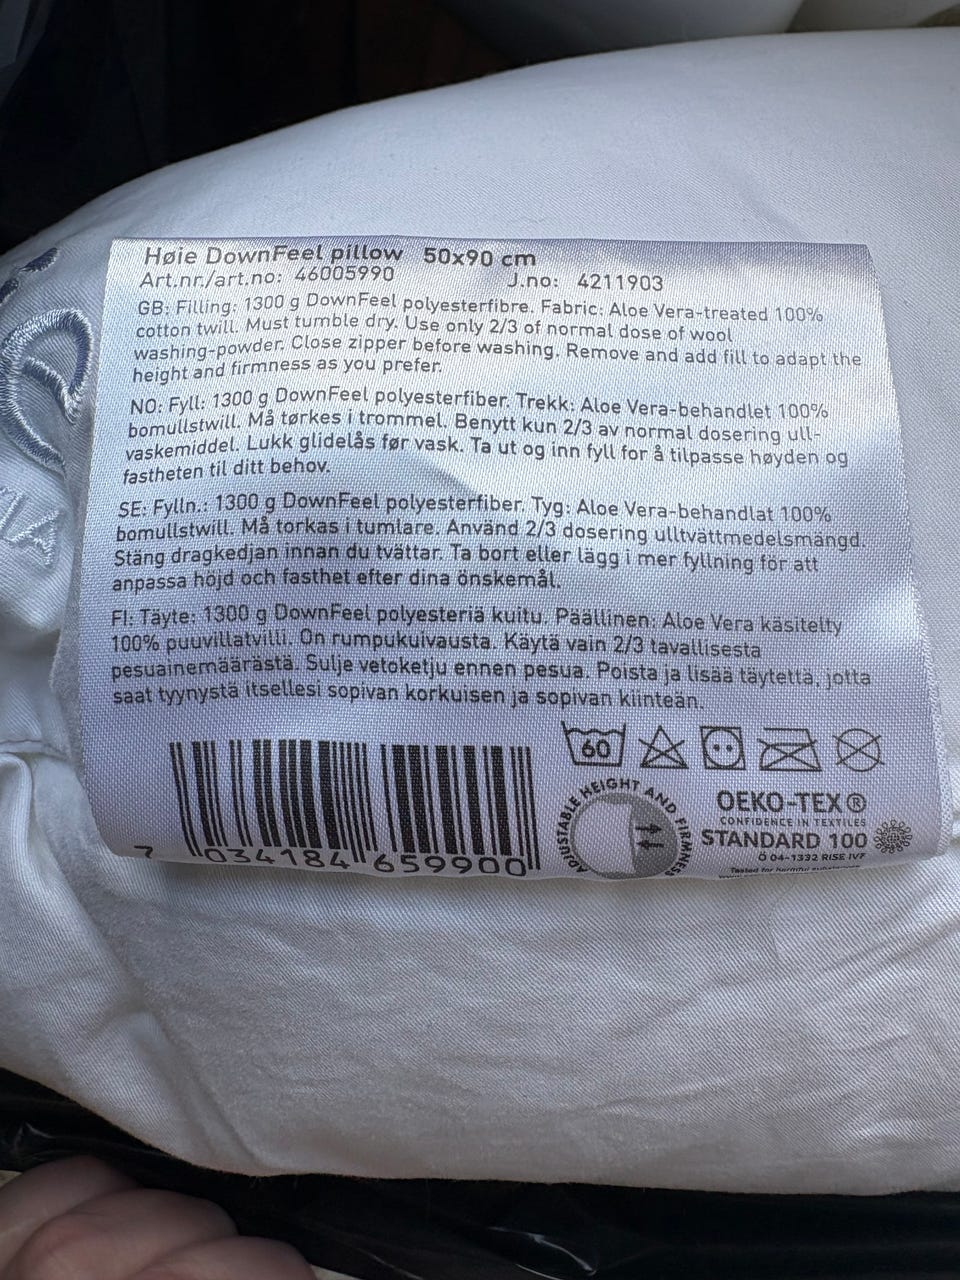 Høie DownFeel pillow 50x90 cm
Art.nr./art.no: 46005990 J.no: 4211903
GB: Filling: 1300 g DownFeel polyesterfibre. Fabric: Aloe Vera-treated 100%
cotton twill. Must tumble dry. Use only 2/3 of normal dose of wool
washing-powder. Close zipper before washing. Remove and add fill to adapt the
height and firmness as you prefer.
NO: Fyll: 1300 g DownFeel polyesterfiber. Trekk: Aloe Vera-behandlet 100%
bomullstwill. Må tørkes i trommel. Benytt kun 2/3 av normal dosering ull-
vaskemiddel. Lukk glidelås før vask. Ta ut og inn fyll for å tilpasse høyden og
fastheten til ditt behov.
SE: Fylln.: 1300 g DownFeel polyesterfiber. Tyg: Aloe Vera-behandlat 100%
bomullstwill. Må torkas i tumlare. Använd 2/3 dosering ulltvättmedelsmängd.
Stäng dragkedjan innan du tvättar. Ta bort eller lägg i mer fyllning för att
anpassa höjd och fasthet efter dina önskemål.
FI: Täyte: 1300 g DownFeel polyesteriä kuitu. Päällinen: Aloe Vera käsitelty
100% puuvillatvilli. On rumpukuivausta. Käytä vain 2/3 tavallisesta
pesuainemäärästä. Sulje vetoketju ennen pesua. Poista ja lisää täytettä, jotta
saat tyynystä itsellesi sopivan korkuisen ja sopivan kiinteän.
60
ADJUSTABLE HEIGHT AND FIRMNESS
OEKO-TEX®
CONFIDENCE IN TEXTILES
STANDARD 100
Ö 04-1332 RISE IVF
Tested for harmful substances
7 034184 659900